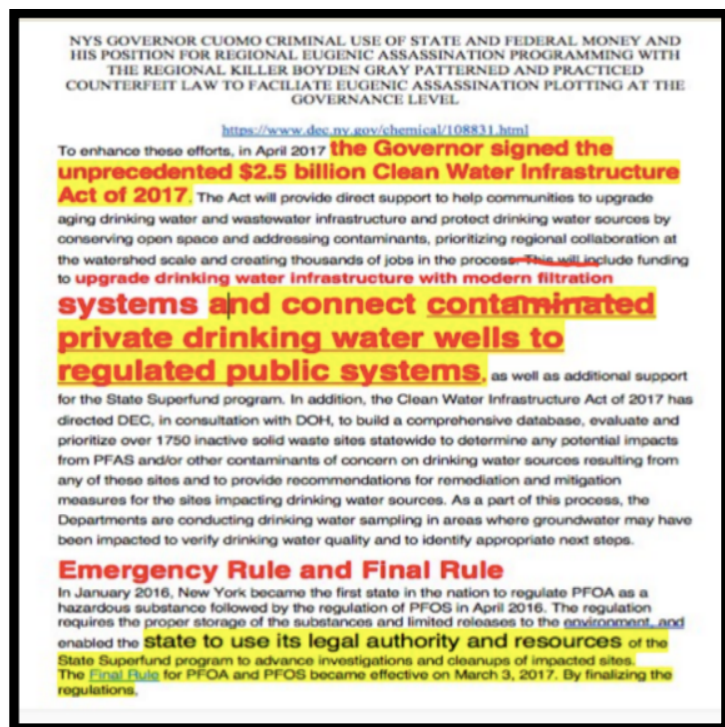 NYS GOVERNOR CUOMO CRIMINAL USE OF STATE AND FEDERAL MONEY AND
HIS POSITION FOR REGIONAL EUGENIC ASSASSINATION PROGRAMMING WITH
THE REGIONAL KILLER BOYDEN GRAY PATTERNED AND PRACTICED
COUNTERFEIT LAW TO FACILIATE EUGENIC ASSASSINATION PLOTTING AT THE
GOVERNANCE LEVEL
https://www.dec.ny.gov/chemical/108831.html
To enhance these efforts, in April 2017 the Governor signed the
unprecedented $2.5 billion Clean Water Infrastructure
Act of 2017. The Act will provide direct support to help communities to upgrade
aging drinking water and wastewater infrastructure and protect drinking water sources by
conserving open space and addressing contaminants, prioritizing regional collaboration at
the watershed scale and creating thousands of jobs in the process. This will include funding
to upgrade drinking water infrastructure with modern filtration
systems and connect contaminated
private drinking water wells to
regulated public systems, as well as additional support
for the State Superfund program. In addition, the Clean Water Infrastructure Act of 2017 has
directed DEC, in consultation with DOH, to build a comprehensive database, evaluate and
prioritize over 1750 inactive solid waste sites statewide to determine any potential impacts
from PFAS and/or other contaminants of concern on drinking water sources resulting from
any of these sites and to provide recommendations for remediation and mitigation
measures for the sites impacting drinking water sources. As a part of this process, the
Departments are conducting drinking water sampling in areas where groundwater may have
been impacted to verify drinking water quality and to identify appropriate next steps.
Emergency Rule and Final Rule
In January 2016, New York became the first state in the nation to regulate PFOA as a
hazardous substance followed by the regulation of PFOS in April 2016. The regulation
requires the proper storage of the substances and limited releases to the environment, and
enabled the state to use its legal authority and resources of the
State Superfund program to advance investigations and cleanups of impacted sites.
The Final Rule for PFOA and PFOS became effective on March 3, 2017. By finalizing the
regulations,